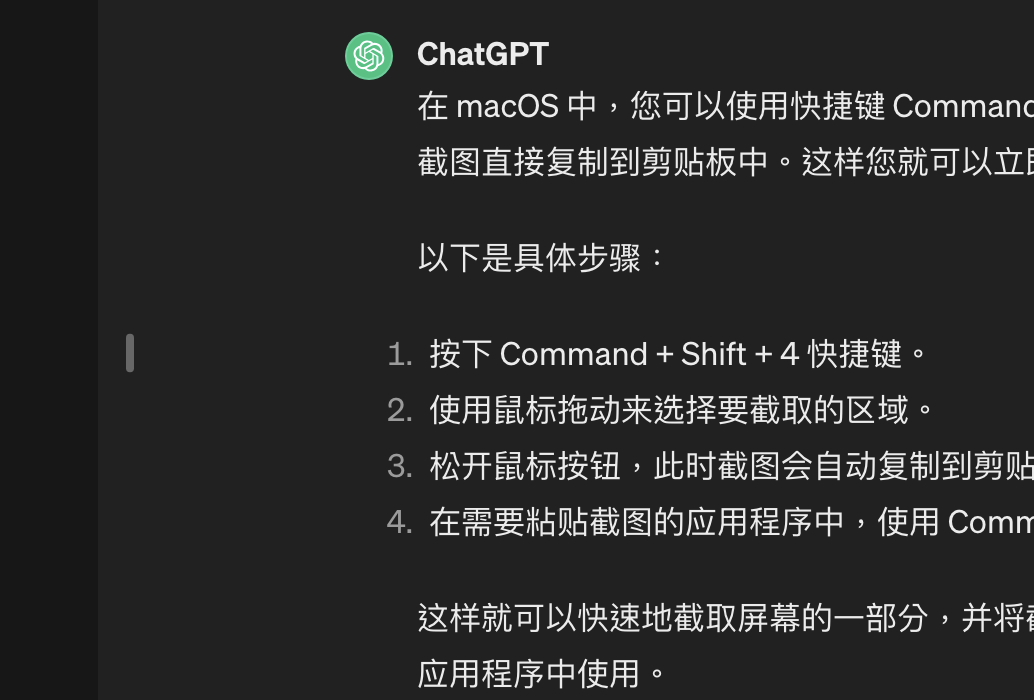 ChatGPT
在 macOS 中，您可以使用快捷键 Command
截图直接复制到剪贴板中。这样您就可以立
以下是具体步骤：
1. 按下 Command + Shift + 4 快捷键。
2. 使用鼠标拖动来选择要截取的区域。
3. 松开鼠标按钮，此时截图会自动复制到剪贴
4. 在需要粘贴截图的应用程序中，使用 Comm
这样就可以快速地截取屏幕的一部分，并将
应用程序中使用。